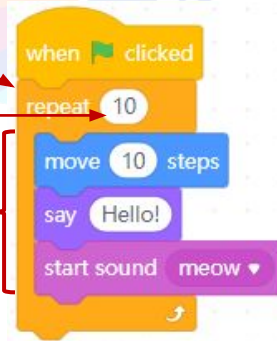 when clicked
repeat 10
move 10 steps
say Hello!
start sound meow